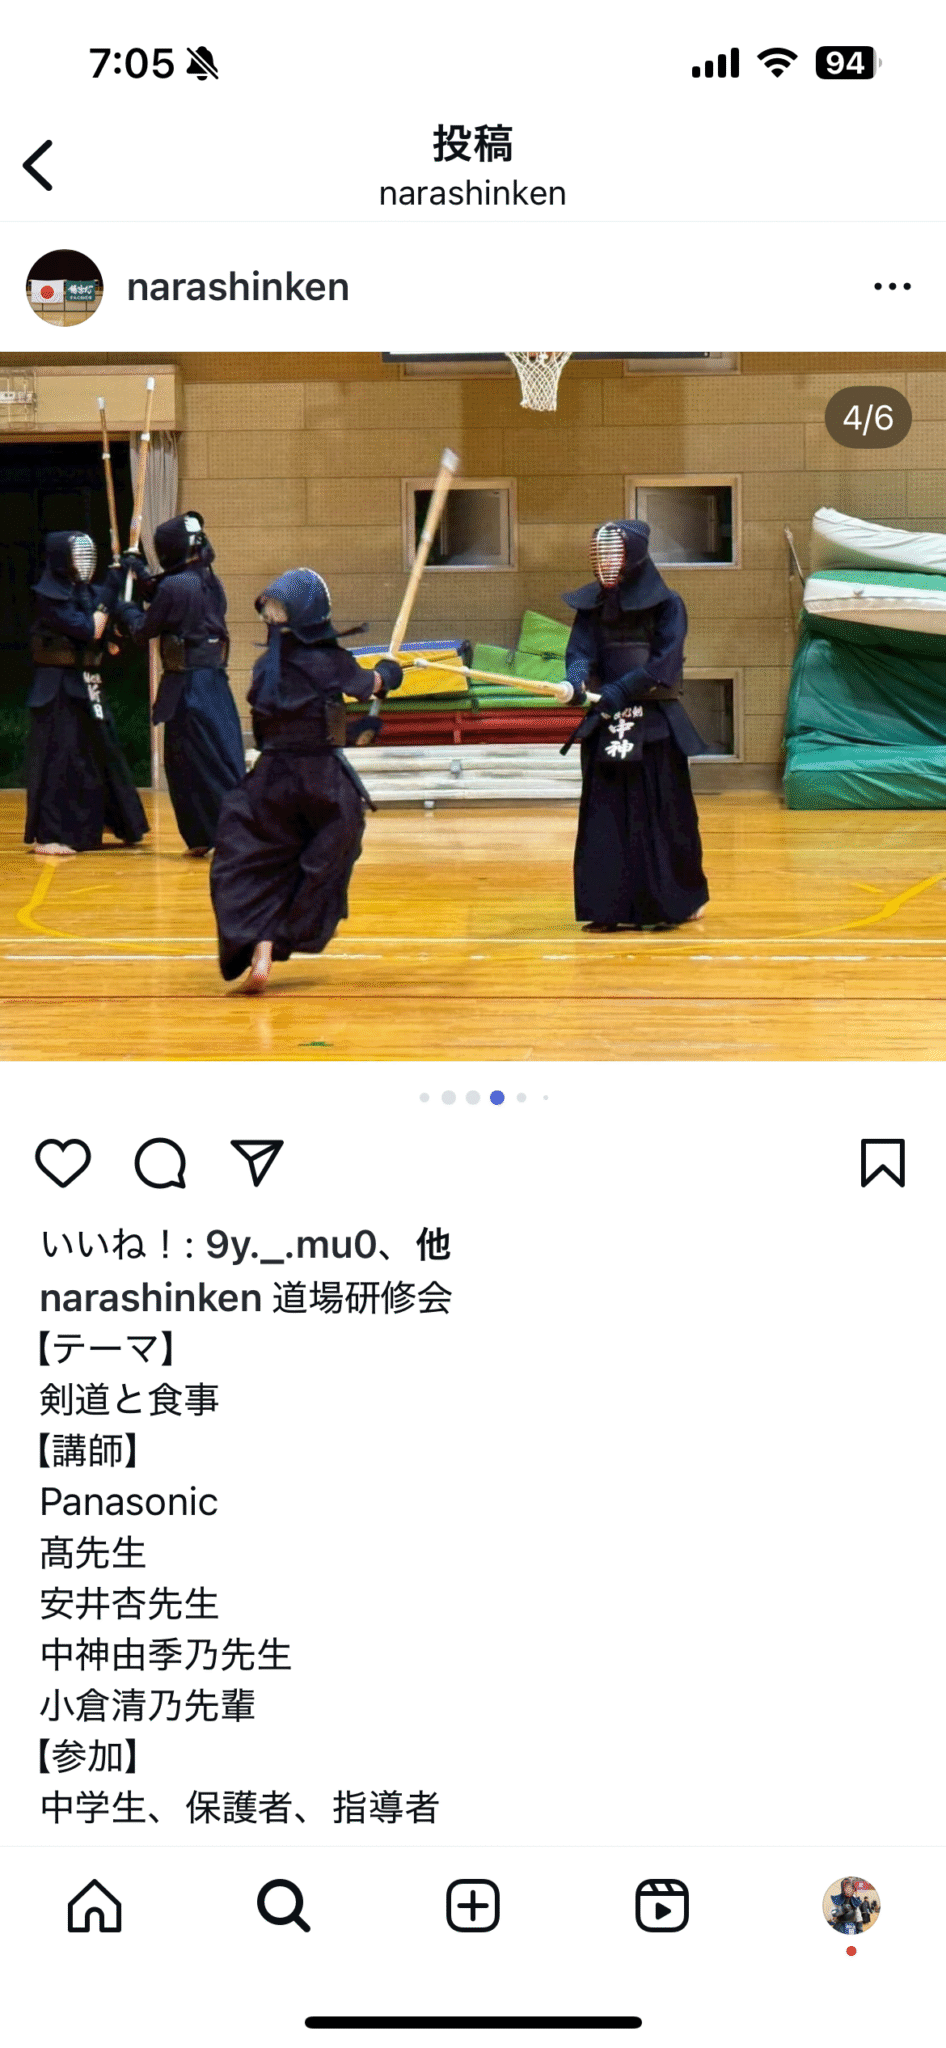 7:05
94
投稿
narashinken
narashinken
4/6
中神
いいね！: 9y._.mu0、他
narashinken 道場研修会
【テーマ】
剣道と食事
【講師】
Panasonic
髙先生
安井杏先生
中神由季乃先生
小倉清乃先輩
【参加】
中学生、保護者、指導者